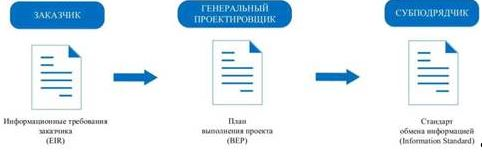 ЗАКАЗЧИК
ГЕНЕРАЛЬНЫЙ
ПРОЕКТИРОВЩИК
СУБПОДРЯДЧИК
Информационные требования
заказчика
(EIR)
План
выполнения проекта
(BEP)
Стандарт
обмена информацией
(Information Standard)